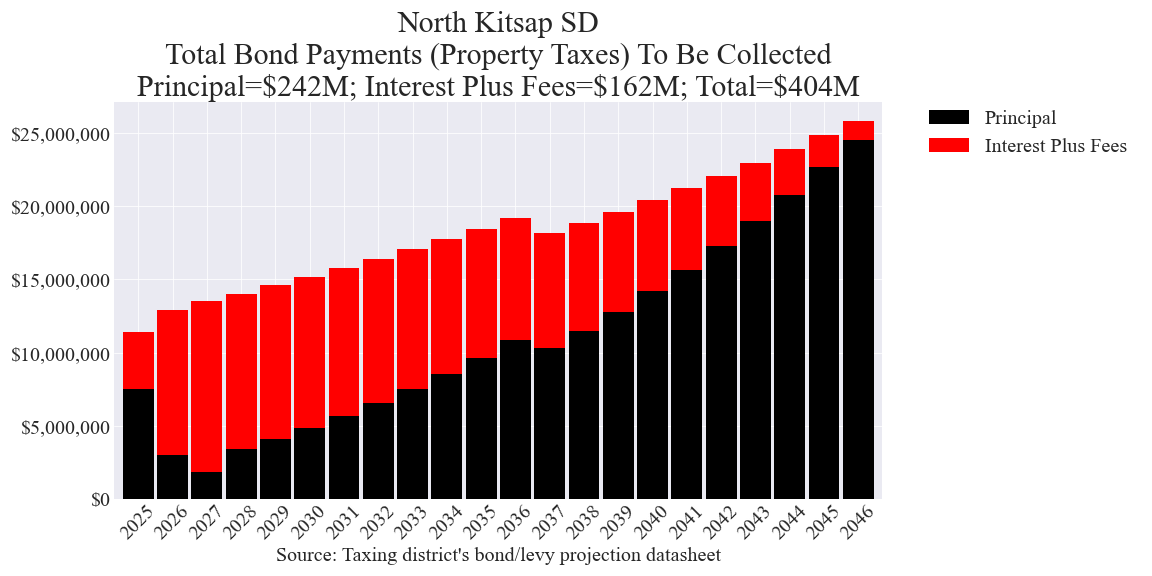 North Kitsap SD
Total Bond Payments (Property Taxes) To Be Collected
Principal=$242M; Interest Plus Fees=$162M; Total=$404M
Principal
Interest Plus Fees
$25,000,000
$20,000,000
$15,000,000
$10,000,000
$5,000,000
$0
2025 2026 2027 2028 2029 2030 2031 2032 2033 2034 2035 2036 2037 2038 2039 2040 2041 2042 2043 2044 2045 2046
Source: Taxing district's bond/levy projection datasheet